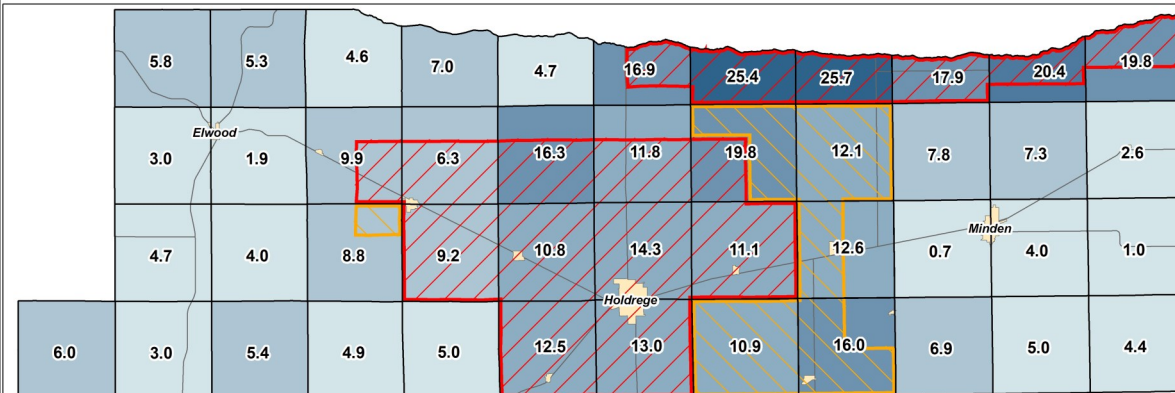 5.8 5.3 4.6 7.0 4.7 16.9 25.4 25.7 17.9 20.4 19.8
Elwood
3.0 1.9 9.9 6.3 16.3 11.8 19.8 12.1 7.8 7.3 2.6
Minden
4.7 4.0 8.8 9.2 10.8 14.3 11.1 12.6 0.7 4.0 1.0
Holdrege
6.0 3.0 5.4 4.9 5.0 12.5 13.0 10.9 16.0 6.9 5.0 4.4